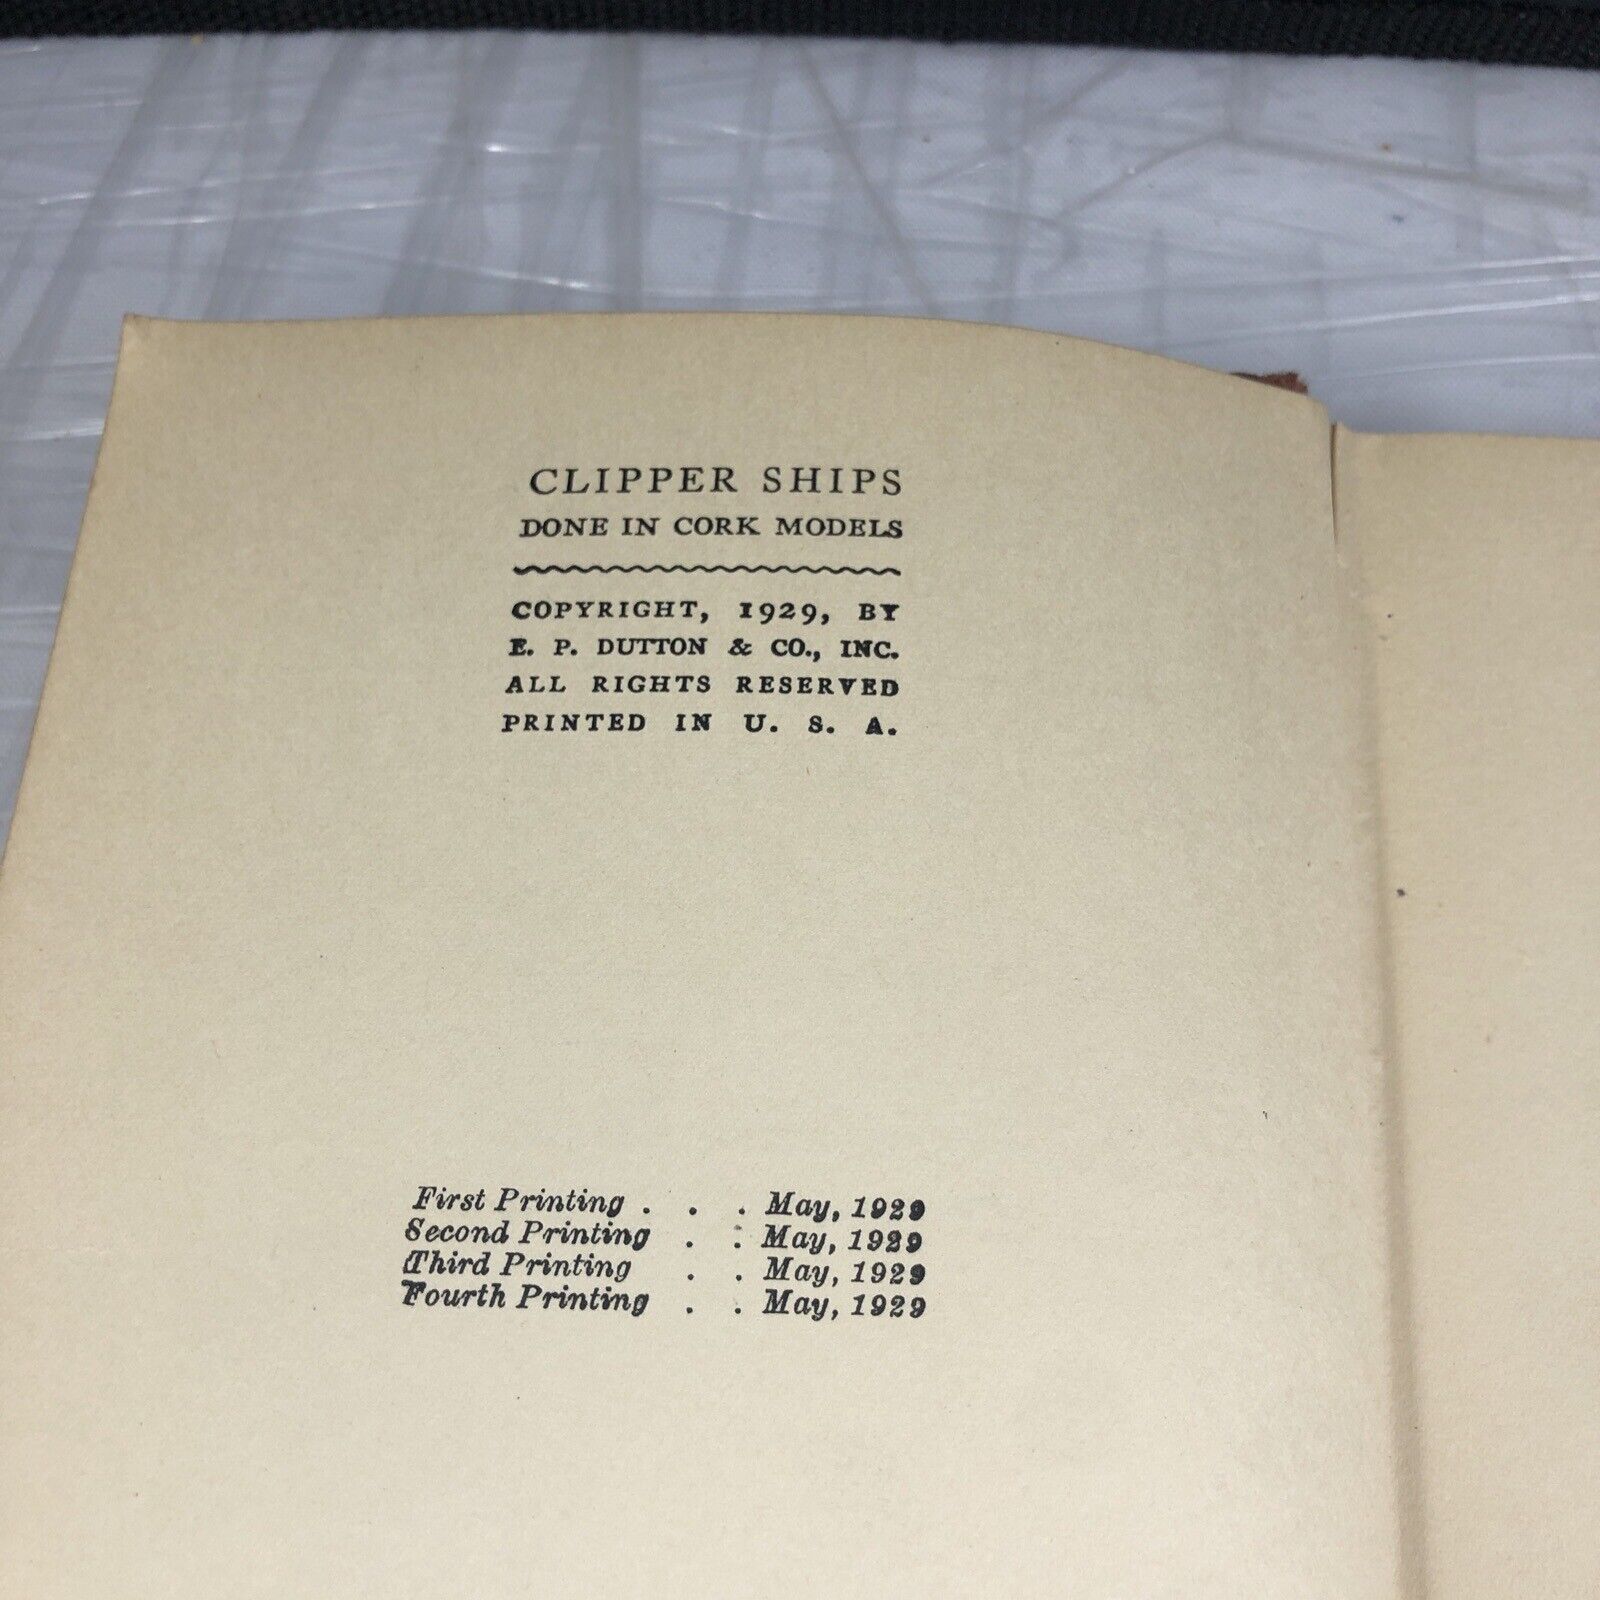 CLIPPER SHIPS
DONE IN CORK MODELS
COPYRIGHT, 1929, BY
E. P. DUTTON & CO., INC.
ALL RIGHTS RESERVED
PRINTED IN U. S. A.
First Printing . . . May, 1929
Second Printing . . May, 1929
Third Printing . . May, 1929
Fourth Printing . . May, 1929